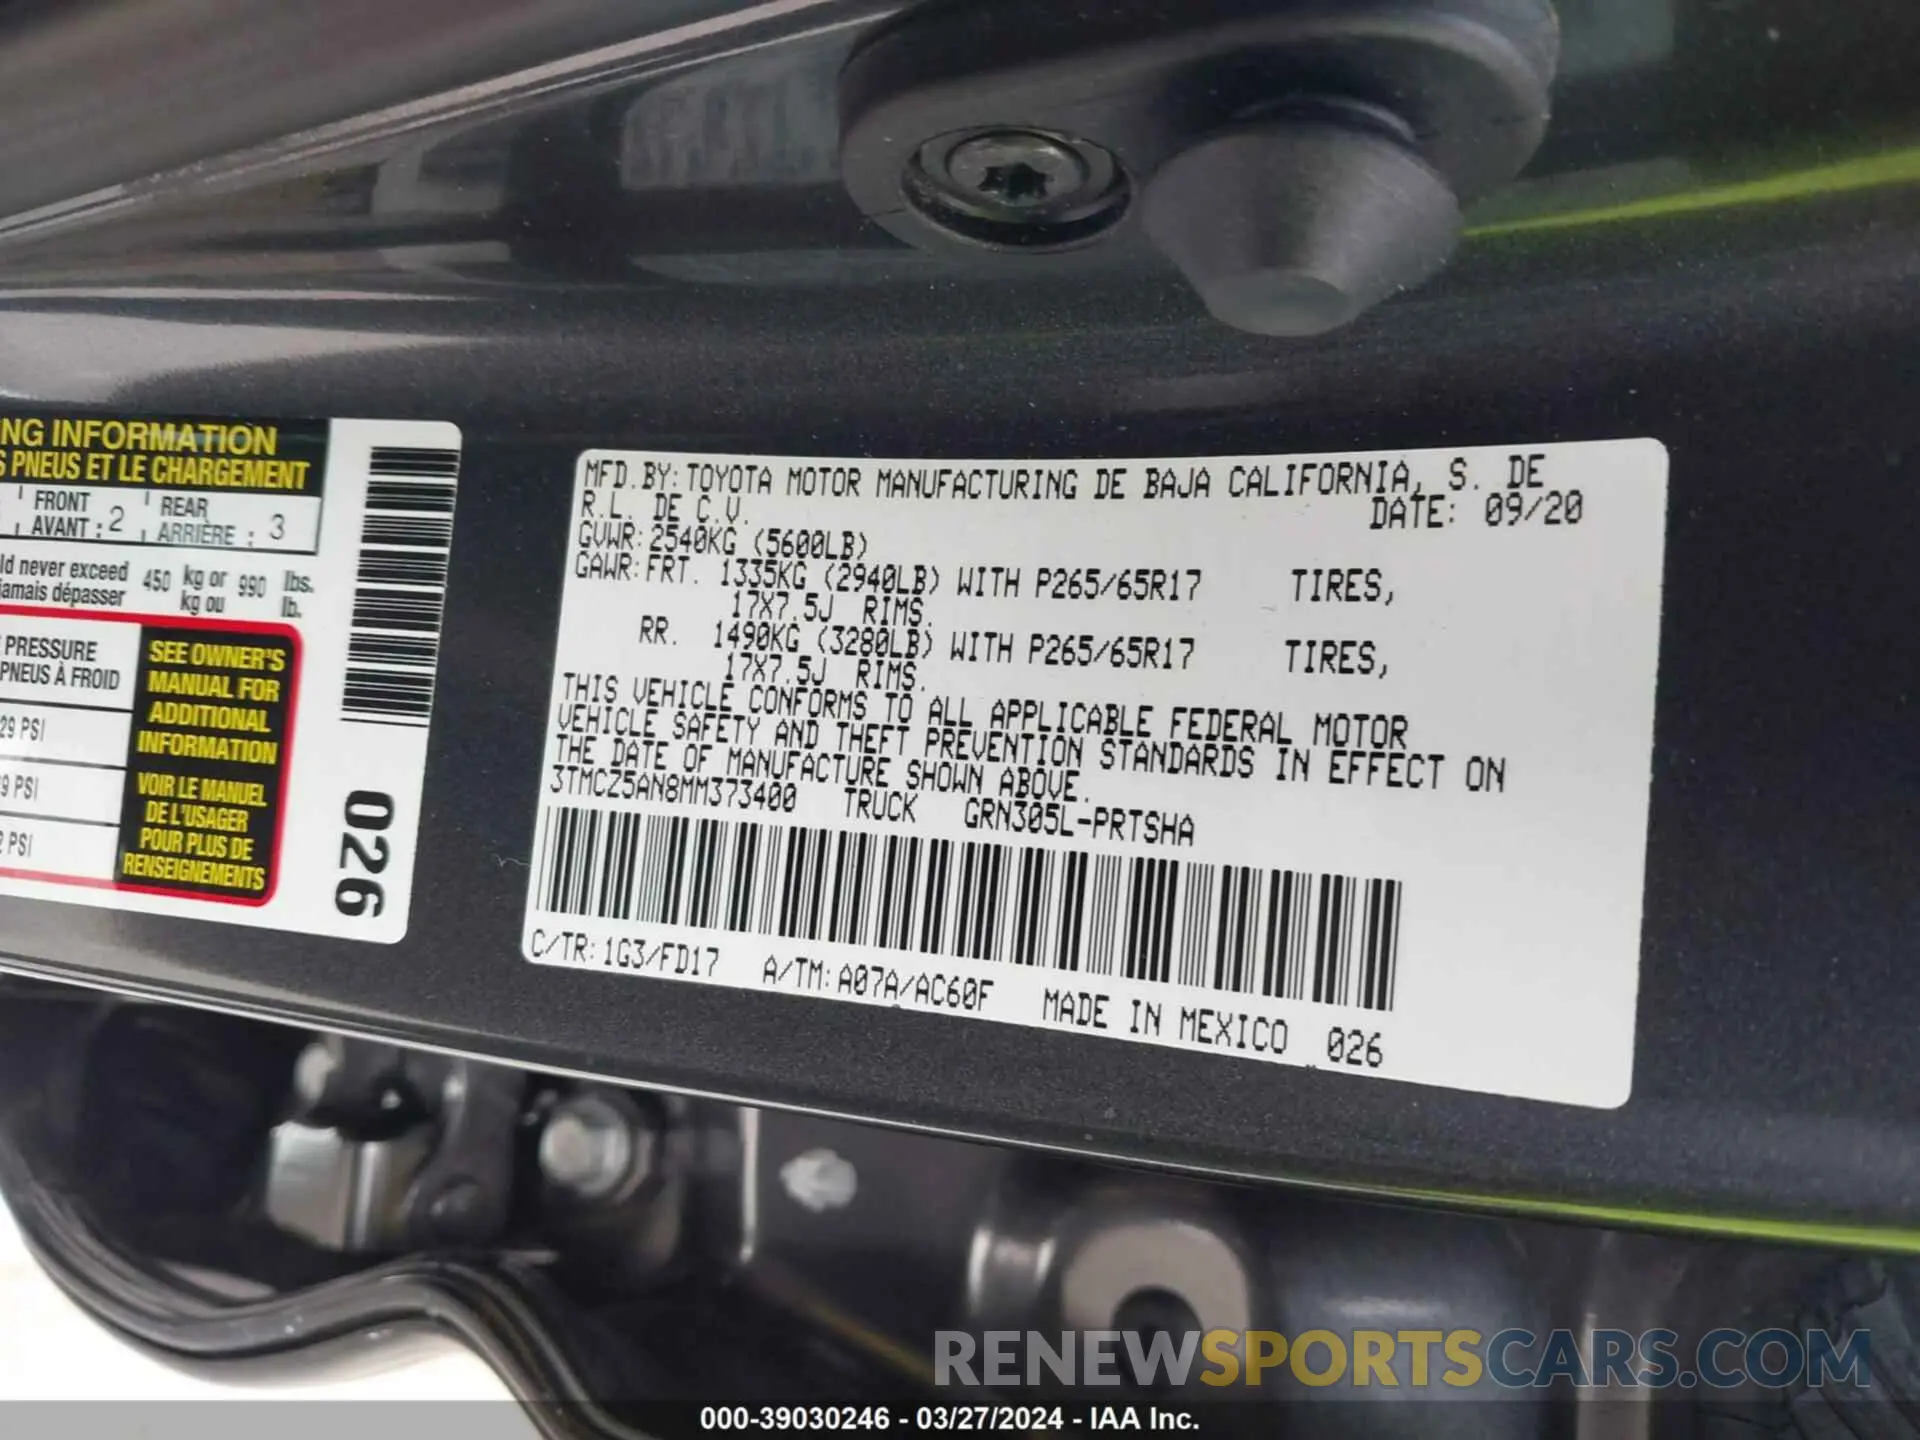 NG INFORMATION
S PNEUS ET LE CHARGEMENT
FRONT
AVANT : 2
REAR
ARRIÈRE : 3
ld never exceed
jamais dépasser
450 kg or 990 lbs.
kg ou lb.
PRESSURE
PNEUS À FROID
29 PSI
9 PSI
2 PSI
SEE OWNER'S
MANUAL FOR
ADDITIONAL
INFORMATION
VOIR LE MANUEL
DE L'USAGER
POUR PLUS DE
RENSEIGNEMENTS
026
MFD.BY:TOYOTA MOTOR MANUFACTURING DE BAJA CALIFORNIA, S. DE
R.L. DE C.V. DATE: 09/20
GVWR:2540KG (5600LB)
GAWR:FRT. 1335KG (2940LB) WITH P265/65R17 TIRES,
17X7.5J RIMS.
RR. 1490KG (3280LB) WITH P265/65R17 TIRES,
17X7.5J RIMS.
THIS VEHICLE CONFORMS TO ALL APPLICABLE FEDERAL MOTOR
VEHICLE SAFETY AND THEFT PREVENTION STANDARDS IN EFFECT ON
THE DATE OF MANUFACTURE SHOWN ABOVE.
3TMCZ5AN8MM373400 TRUCK GRN305L-PRTSHA
C/TR:1G3/FD17 A/TM:A07A/AC60F MADE IN MEXICO 026
RENEWSPORTSCARS.COM
000-39030246 - 03/27/2024 - IAA Inc.